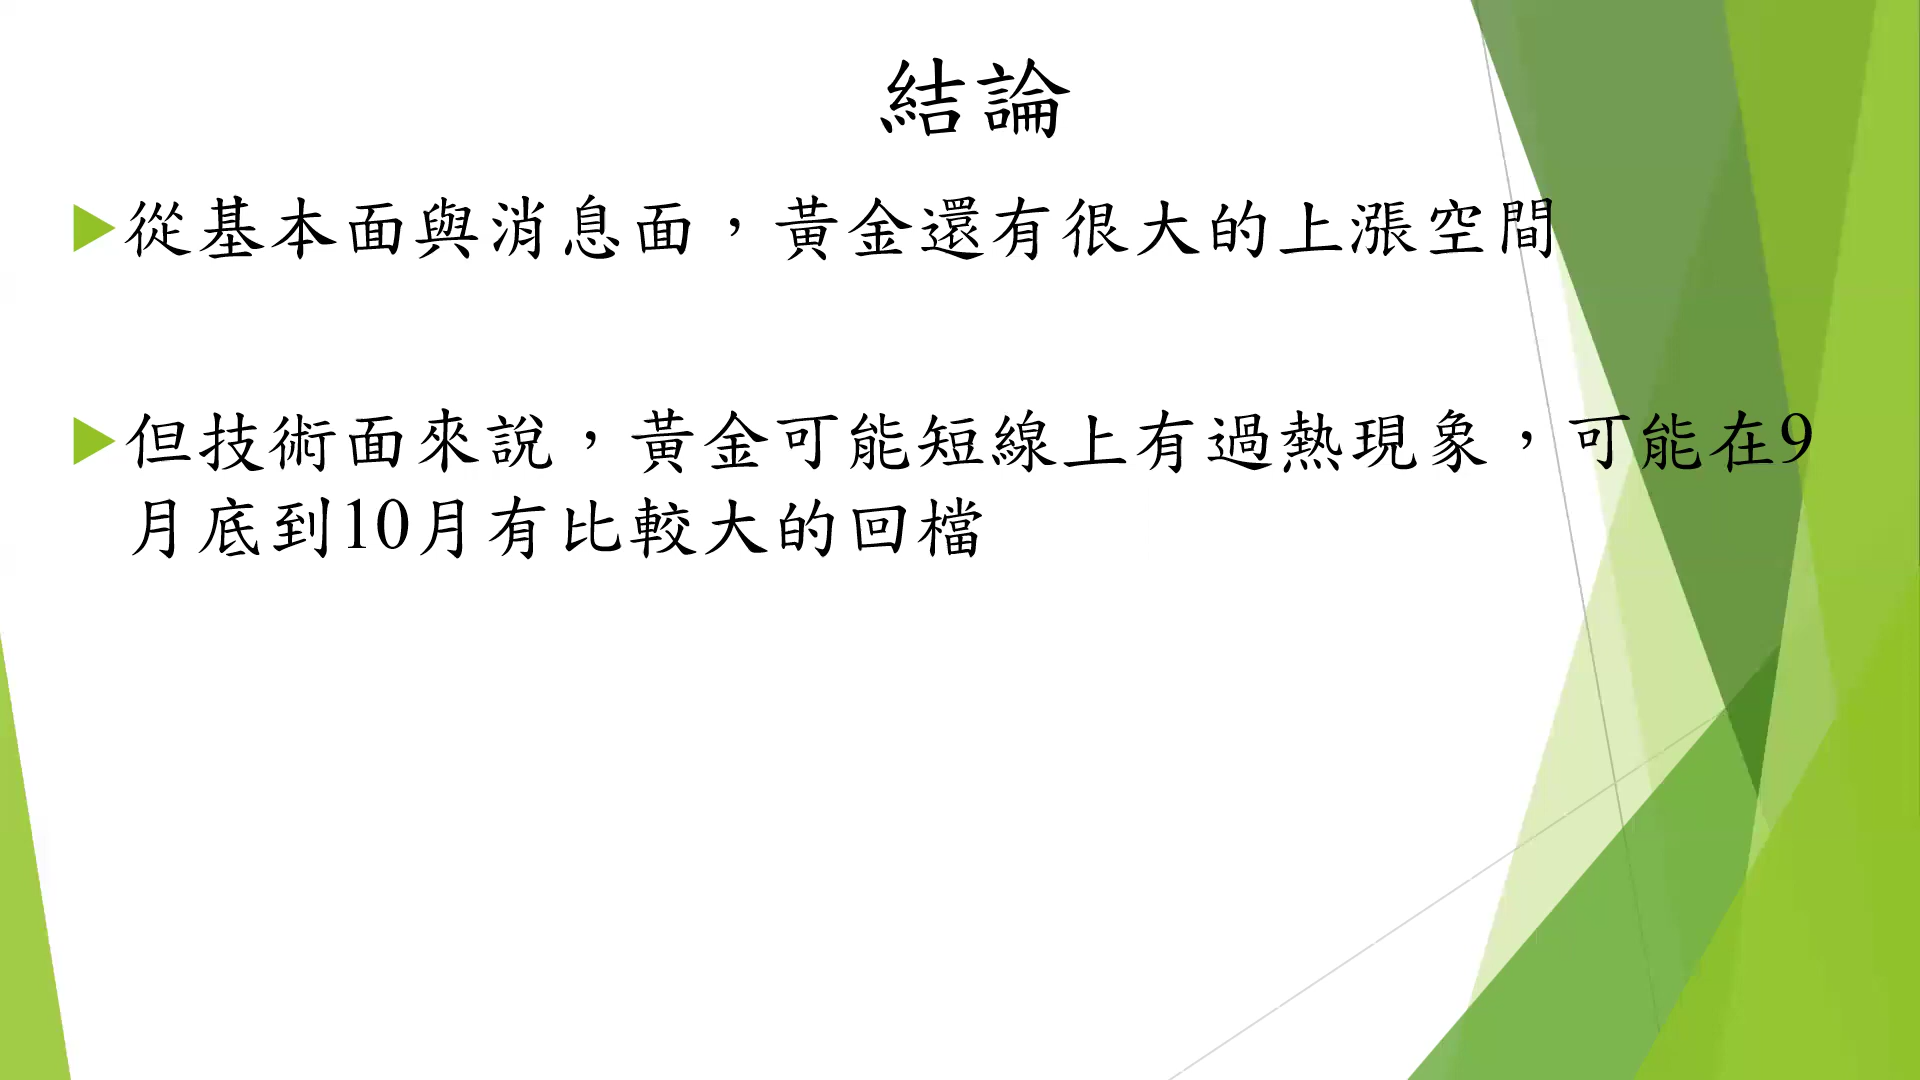 結論
從基本面與消息面，黃金還有很大的上漲空間
但技術面來說，黃金可能短線上有過熱現象，可能在9
月底到10月有比較大的回檔